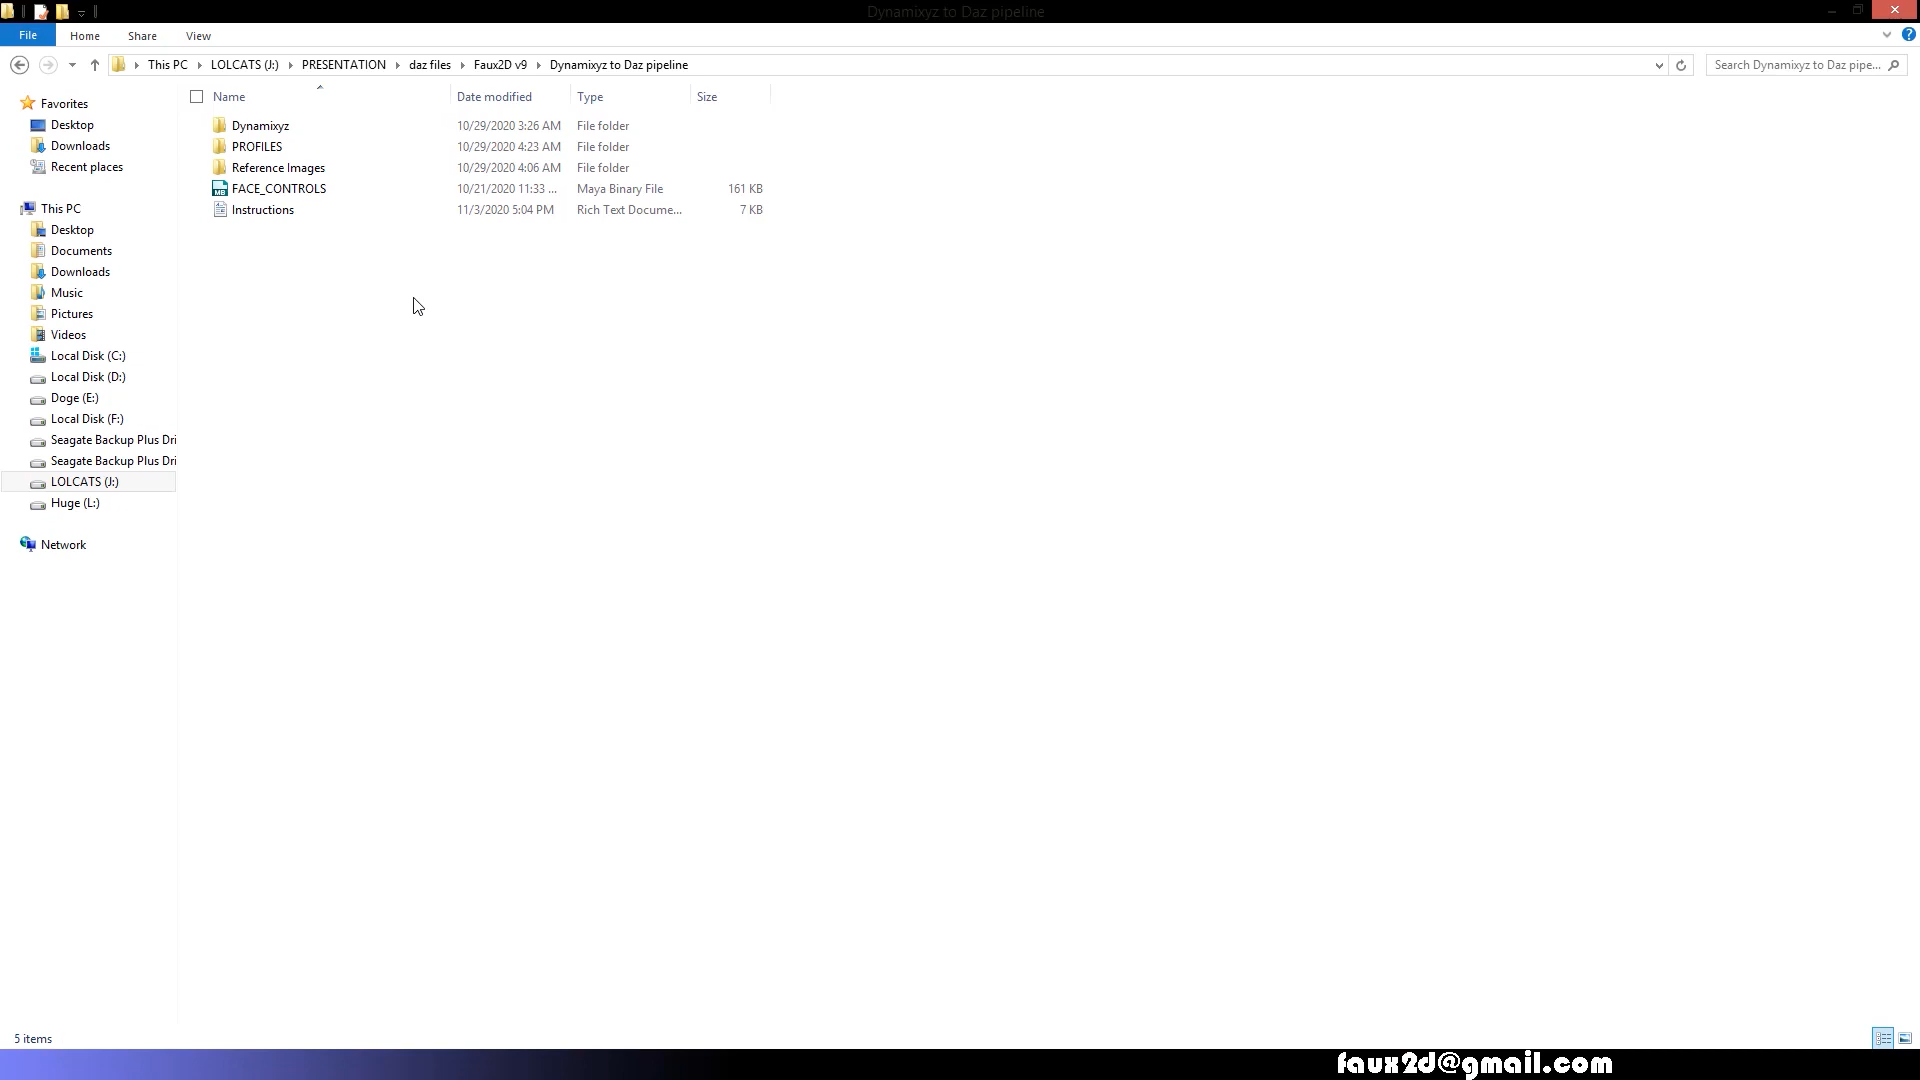 Dynamixyz to Daz pipeline
File Home Share View
This PC LOLCATS (J:) PRESENTATION daz files Faux2D v9 Dynamixyz to Daz pipeline
Search Dynamixyz to Daz pipe...
Favorites
Desktop
Downloads
Recent places
This PC
Desktop
Documents
Downloads
Music
Pictures
Videos
Local Disk (C:)
Local Disk (D:)
Doge (E:)
Local Disk (F:)
Seagate Backup Plus Dri
Seagate Backup Plus Dri
LOLCATS (J:)
Huge (L:)
Network
Name Date modified Type Size
Dynamixyz 10/29/2020 3:26 AM File folder
PROFILES 10/29/2020 4:23 AM File folder
Reference Images 10/29/2020 4:06 AM File folder
FACE_CONTROLS 10/21/2020 11:33 ... Maya Binary File 161 KB
Instructions 11/3/2020 5:04 PM Rich Text Docume... 7 KB
5 items
faux2d@gmail.com